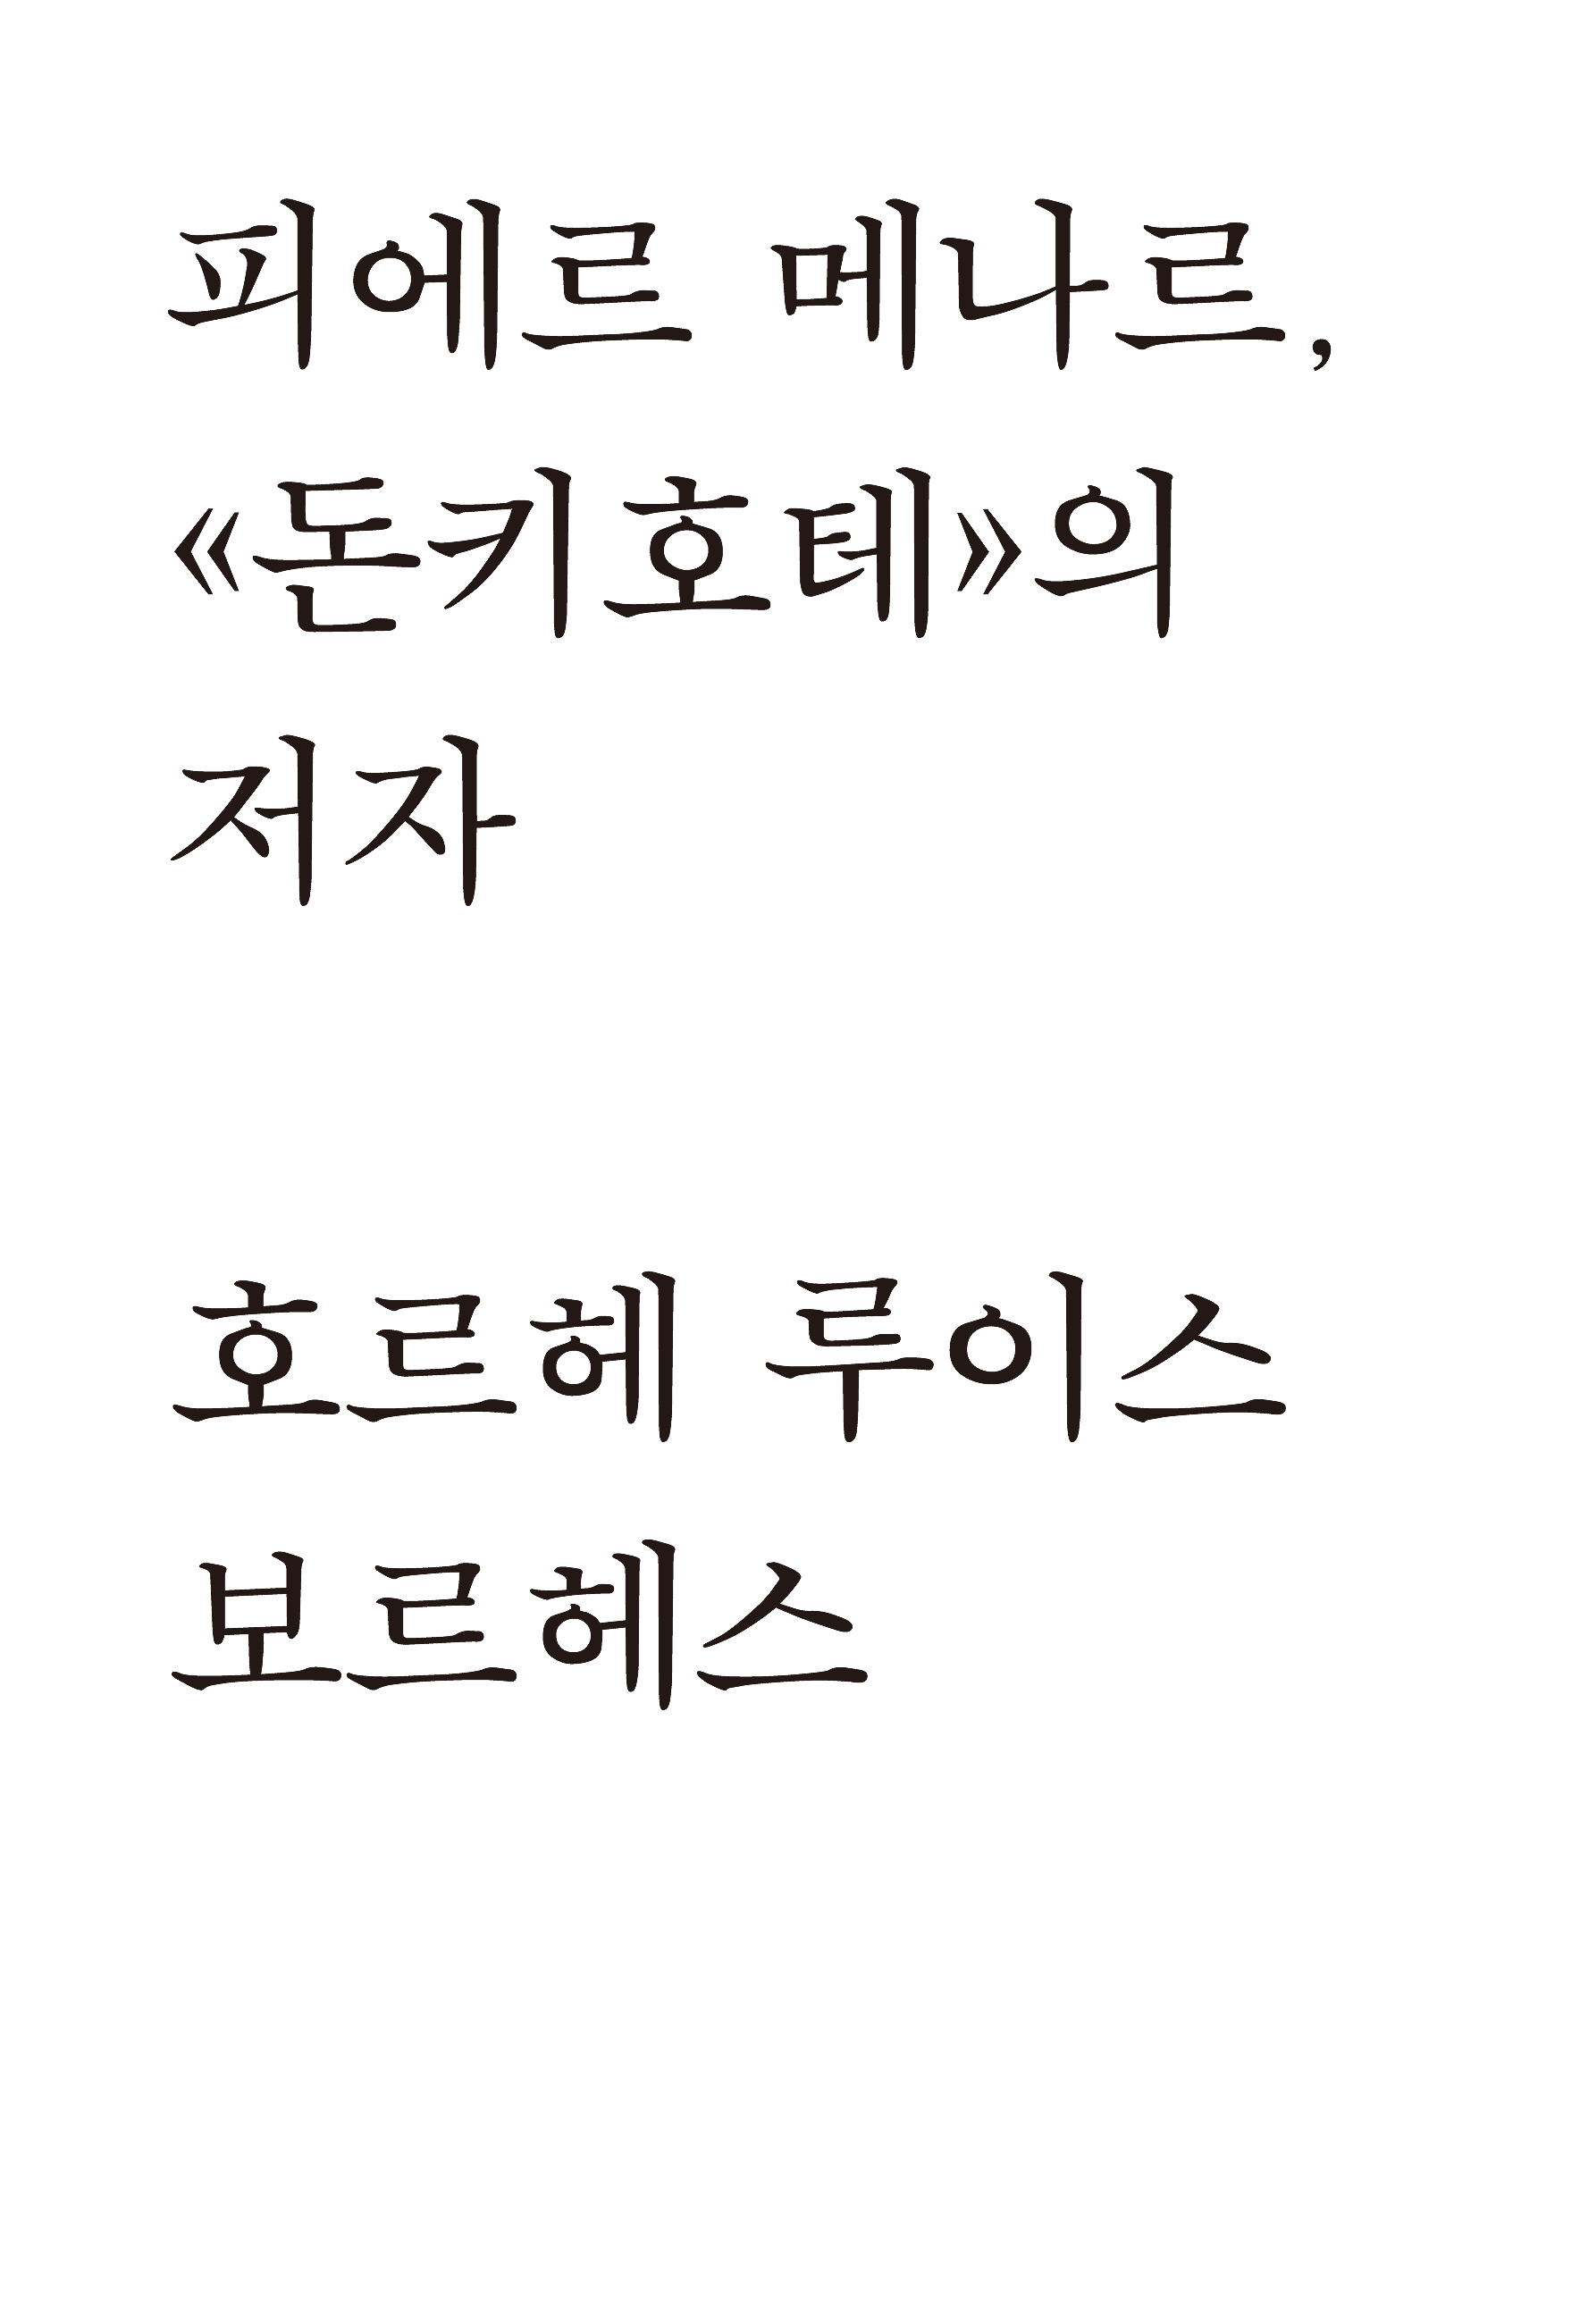 피에르 메나르,
《돈키호테》의
저자
호르헤 루이스
보르헤스